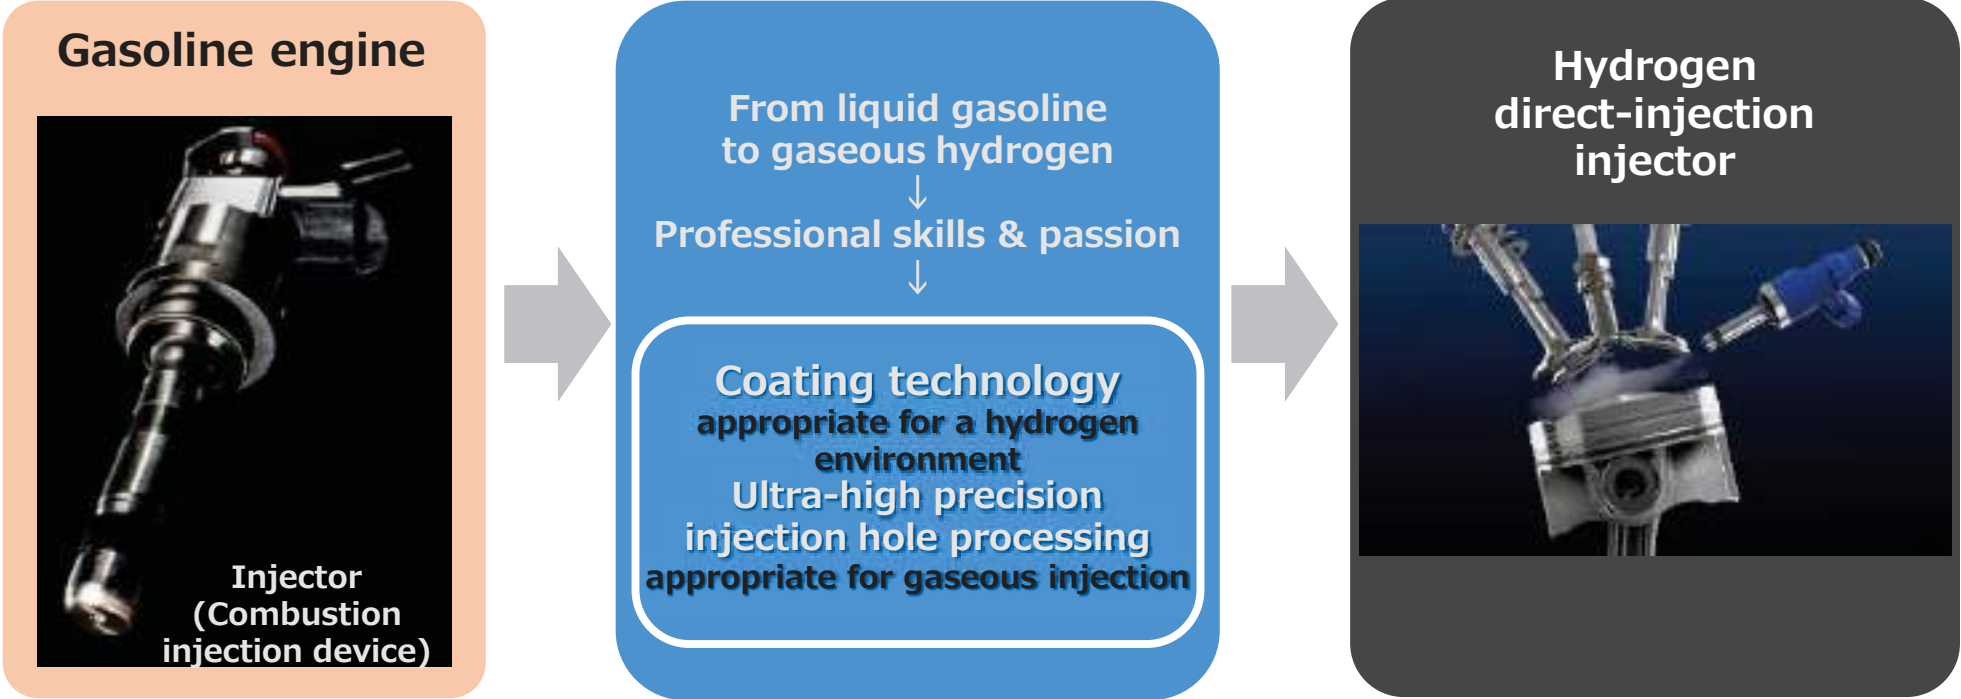 Gasoline engine
Injector
(Combustion
injection device)
From liquid gasoline
to gaseous hydrogen
↓
Professional skills & passion
↓
Coating technology
appropriate for a hydrogen
environment
Ultra-high precision
injection hole processing
appropriate for gaseous injection
Hydrogen
direct-injection
injector